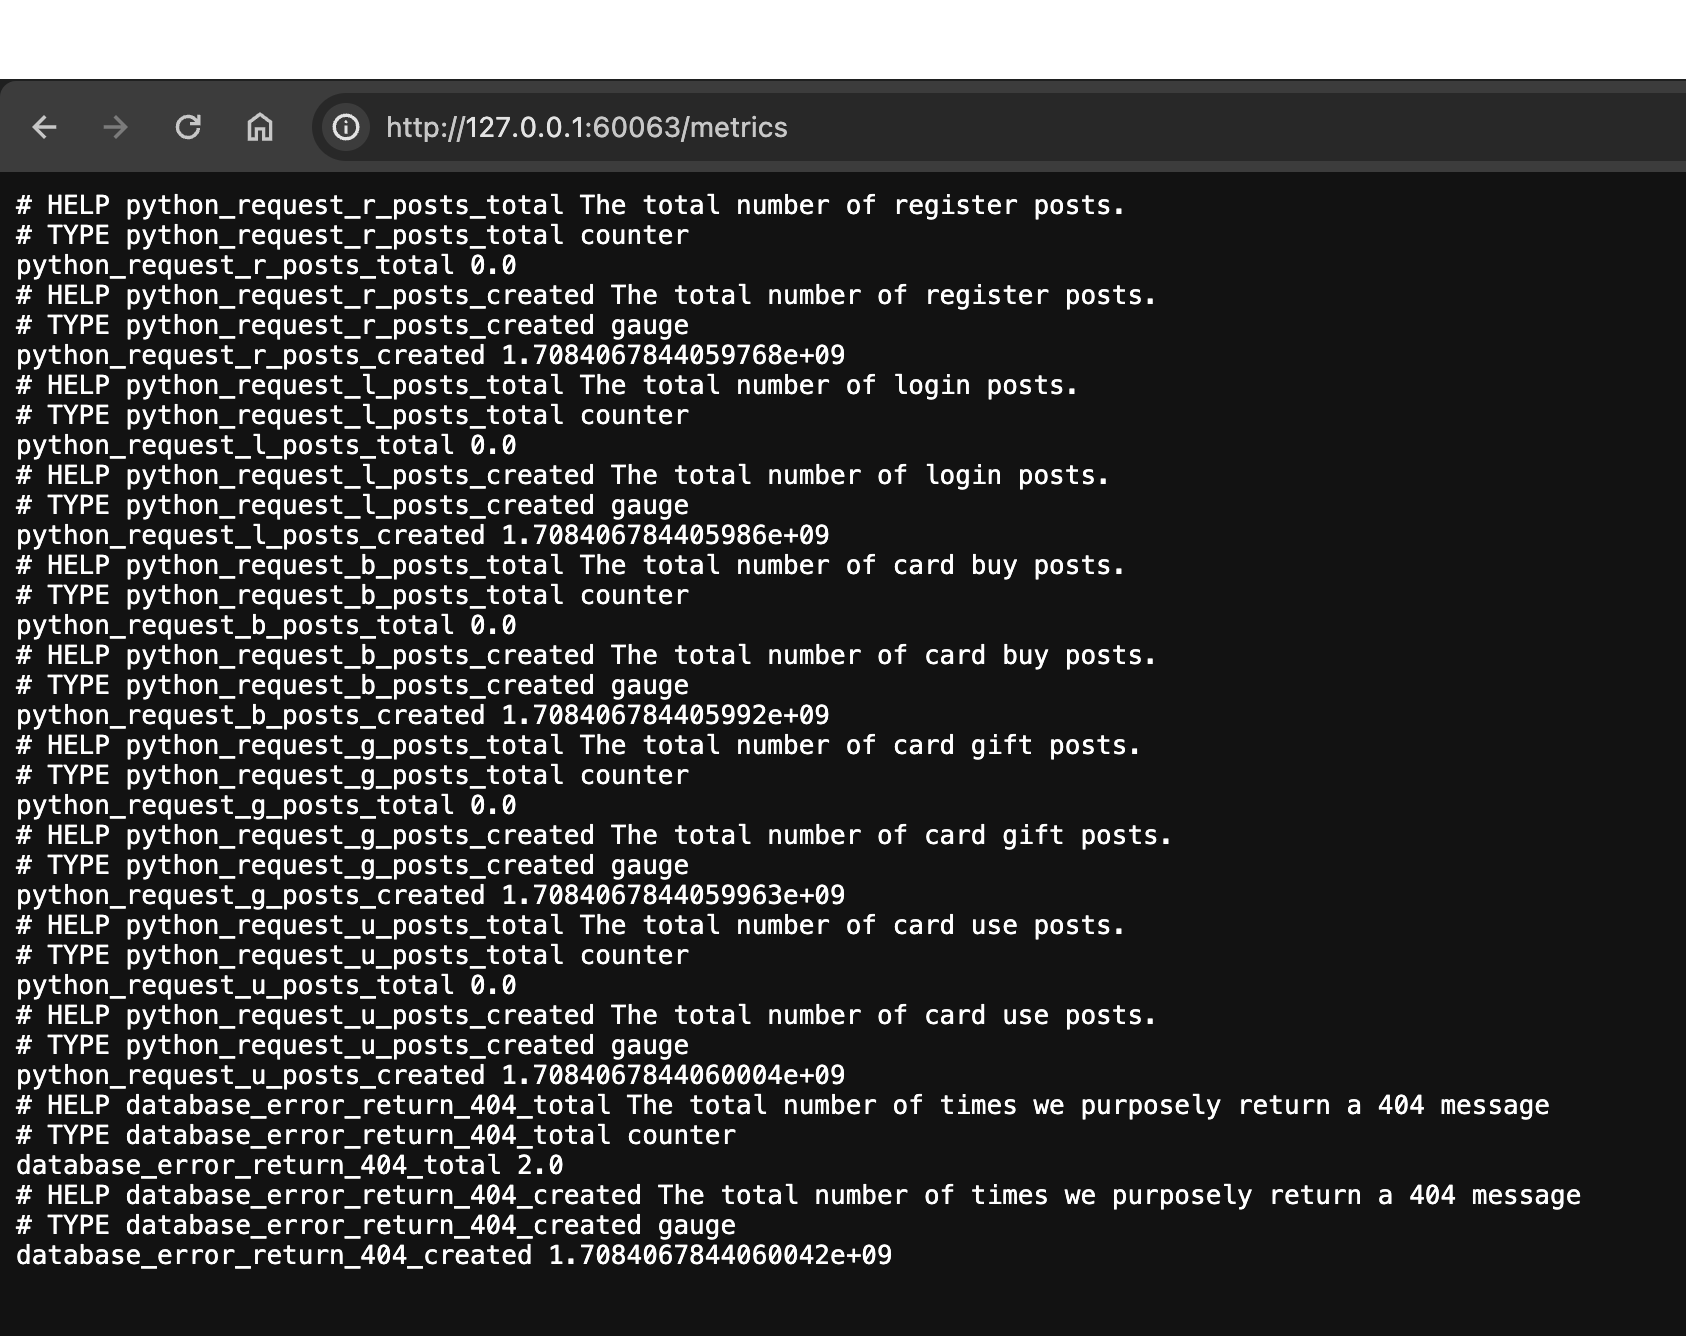 http://127.0.0.1:60063/metrics
# HELP python_request_r_posts_total The total number of register posts.
# TYPE python_request_r_posts_total counter
python_request_r_posts_total 0.0
# HELP python_request_r_posts_created The total number of register posts.
# TYPE python_request_r_posts_created gauge
python_request_r_posts_created 1.7084067844059768e+09
# HELP python_request_l_posts_total The total number of login posts.
# TYPE python_request_l_posts_total counter
python_request_l_posts_total 0.0
# HELP python_request_l_posts_created The total number of login posts.
# TYPE python_request_l_posts_created gauge
python_request_l_posts_created 1.708406784405986e+09
# HELP python_request_b_posts_total The total number of card buy posts.
# TYPE python_request_b_posts_total counter
python_request_b_posts_total 0.0
# HELP python_request_b_posts_created The total number of card buy posts.
# TYPE python_request_b_posts_created gauge
python_request_b_posts_created 1.708406784405992e+09
# HELP python_request_g_posts_total The total number of card gift posts.
# TYPE python_request_g_posts_total counter
python_request_g_posts_total 0.0
# HELP python_request_g_posts_created The total number of card gift posts.
# TYPE python_request_g_posts_created gauge
python_request_g_posts_created 1.7084067844059963e+09
# HELP python_request_u_posts_total The total number of card use posts.
# TYPE python_request_u_posts_total counter
python_request_u_posts_total 0.0
# HELP python_request_u_posts_created The total number of card use posts.
# TYPE python_request_u_posts_created gauge
python_request_u_posts_created 1.7084067844060004e+09
# HELP database_error_return_404_total The total number of times we purposely return a 404 message
# TYPE database_error_return_404_total counter
database_error_return_404_total 2.0
# HELP database_error_return_404_created The total number of times we purposely return a 404 message
# TYPE database_error_return_404_created gauge
database_error_return_404_created 1.7084067844060042e+09